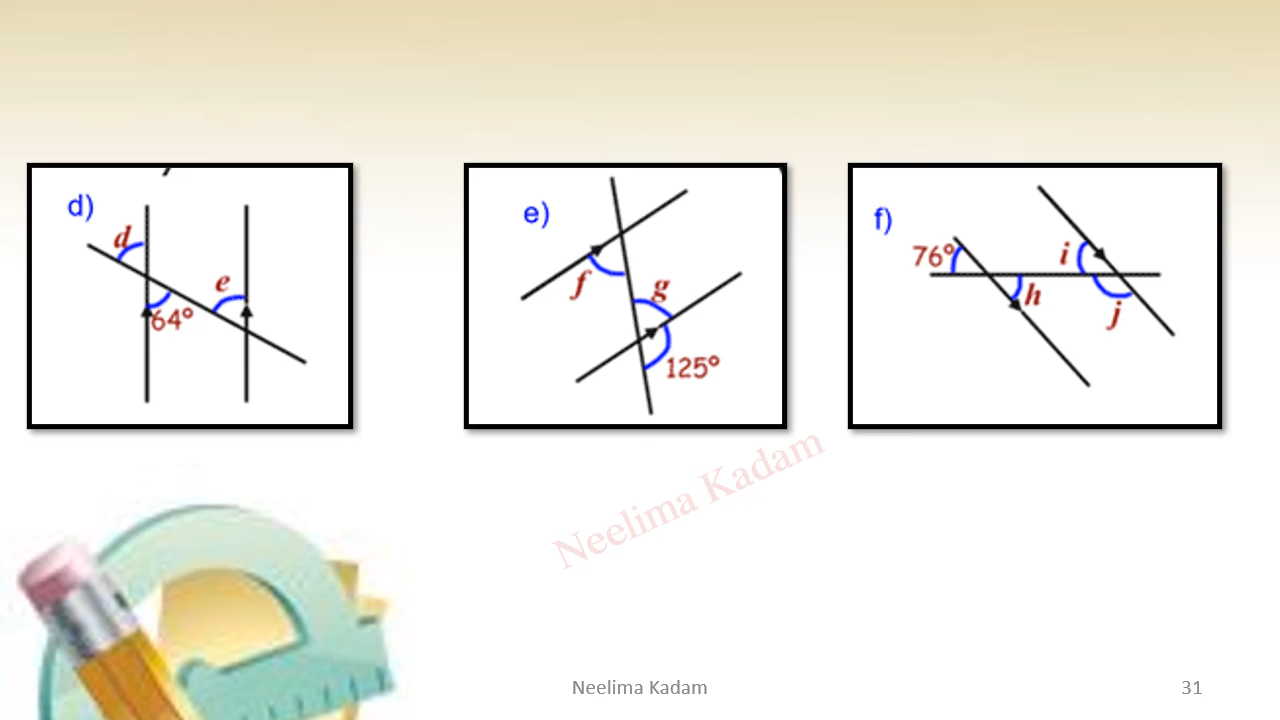 d)
d
e
64°
e)
f
g
125°
f)
76°
i
h
j
Neelima Kadam
Neelima Kadam
31